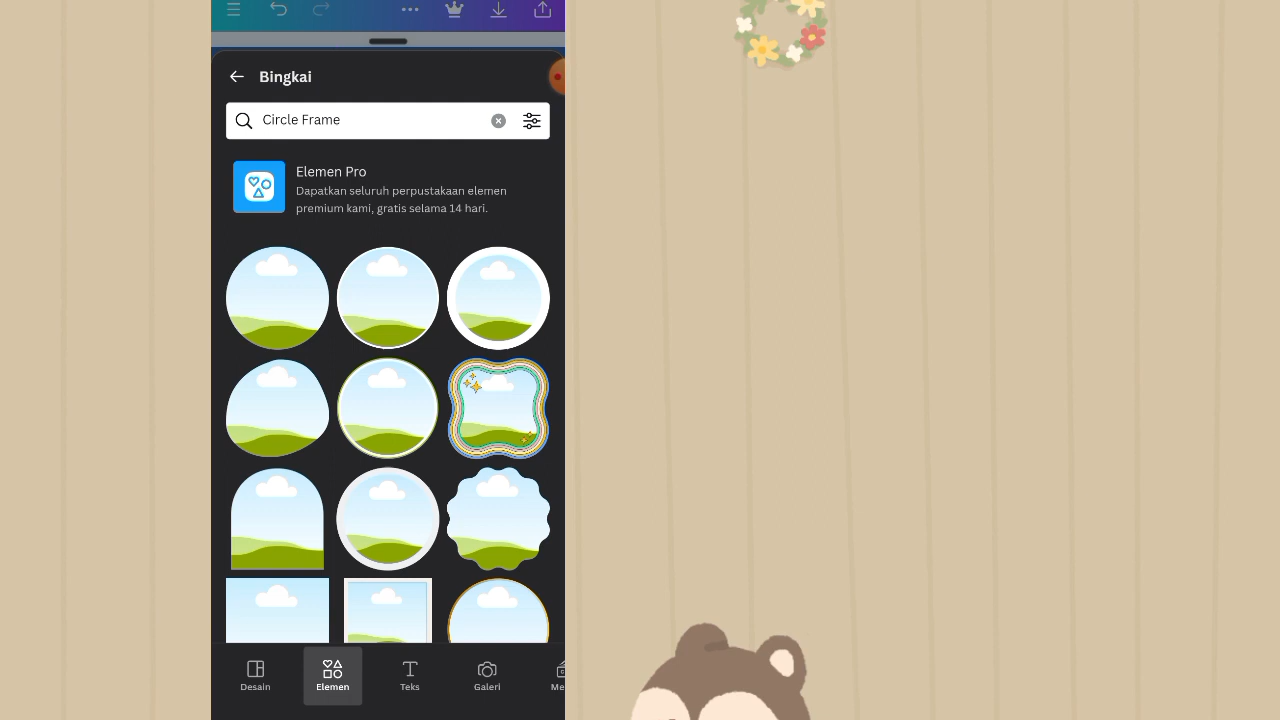 Bingkai
Circle Frame
Elemen Pro
Dapatkan seluruh perpustakaan elemen
premium kami, gratis selama 14 hari.
Desain
Elemen
Teks
Galeri